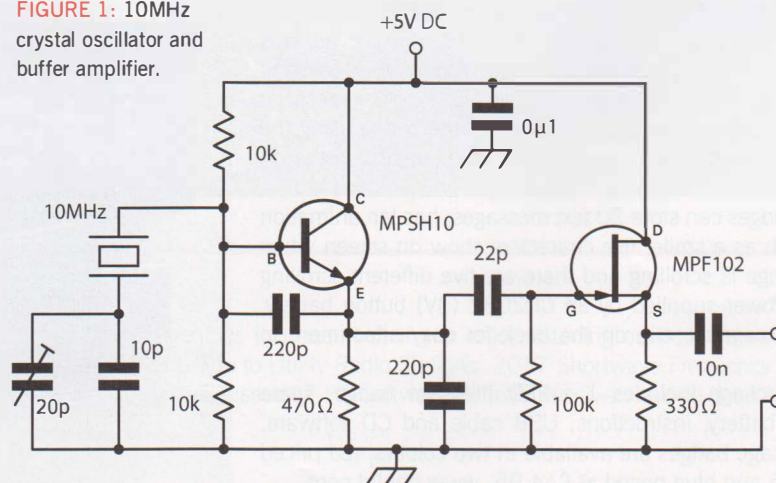 FIGURE 1: 10MHz
crystal oscillator and
buffer amplifier.
+5V DC
0µ1
10k
10MHz
C
MPSH10
B
E
22p
D
MPF102
G
S
220p
10p
20p
10k
470Ω
220p
100k
10n
330Ω